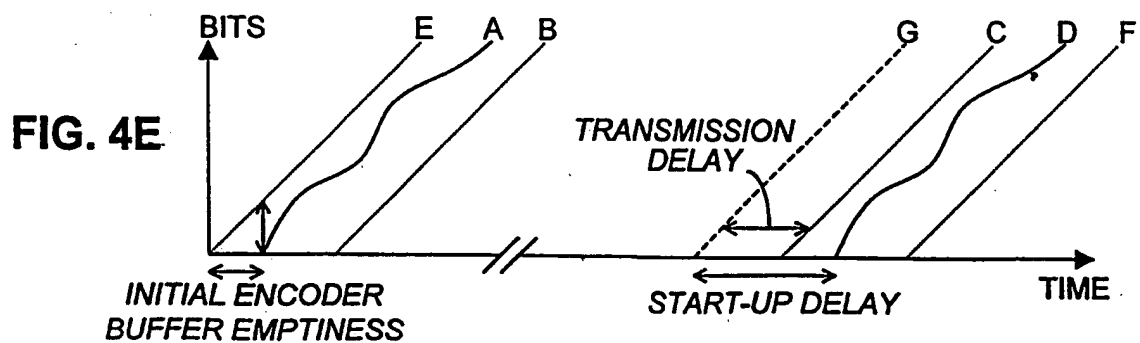 BITS
E A B G C D F
FIG. 4E
TRANSMISSION
DELAY
INITIAL ENCODER
BUFFER EMPTINESS
START-UP DELAY
TIME